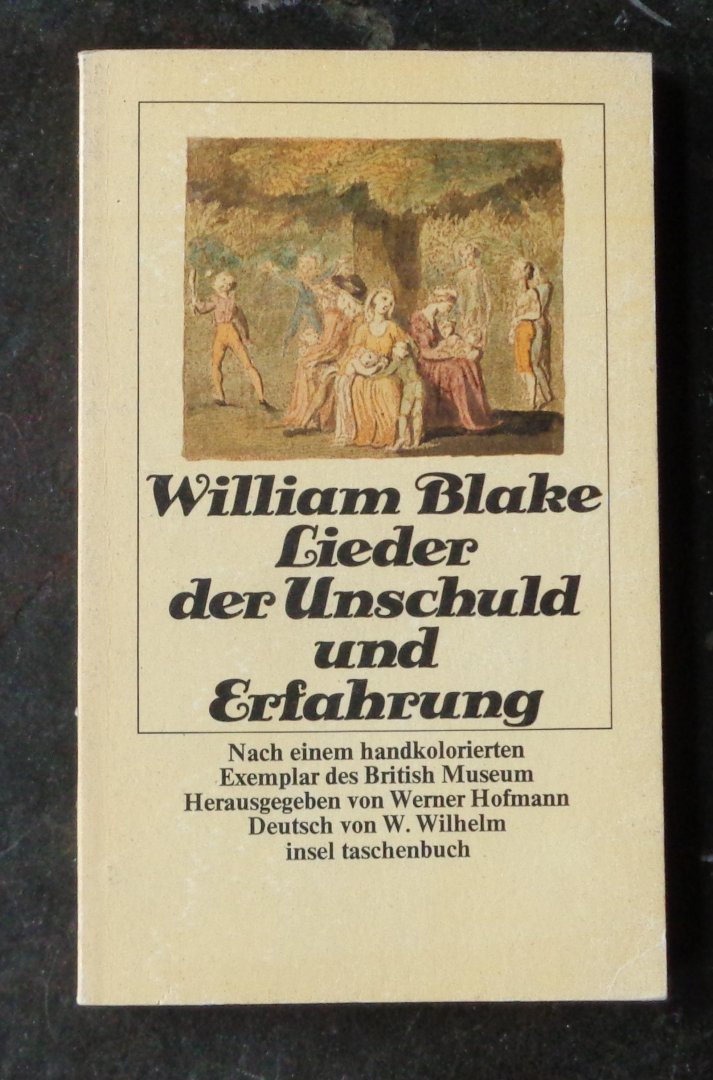 William Blake
Lieder
der Unschuld
und
Erfahrung
Nach einem handkolorierten
Exemplar des British Museum
Herausgegeben von Werner Hofmann
Deutsch von W. Wilhelm
insel taschenbuch